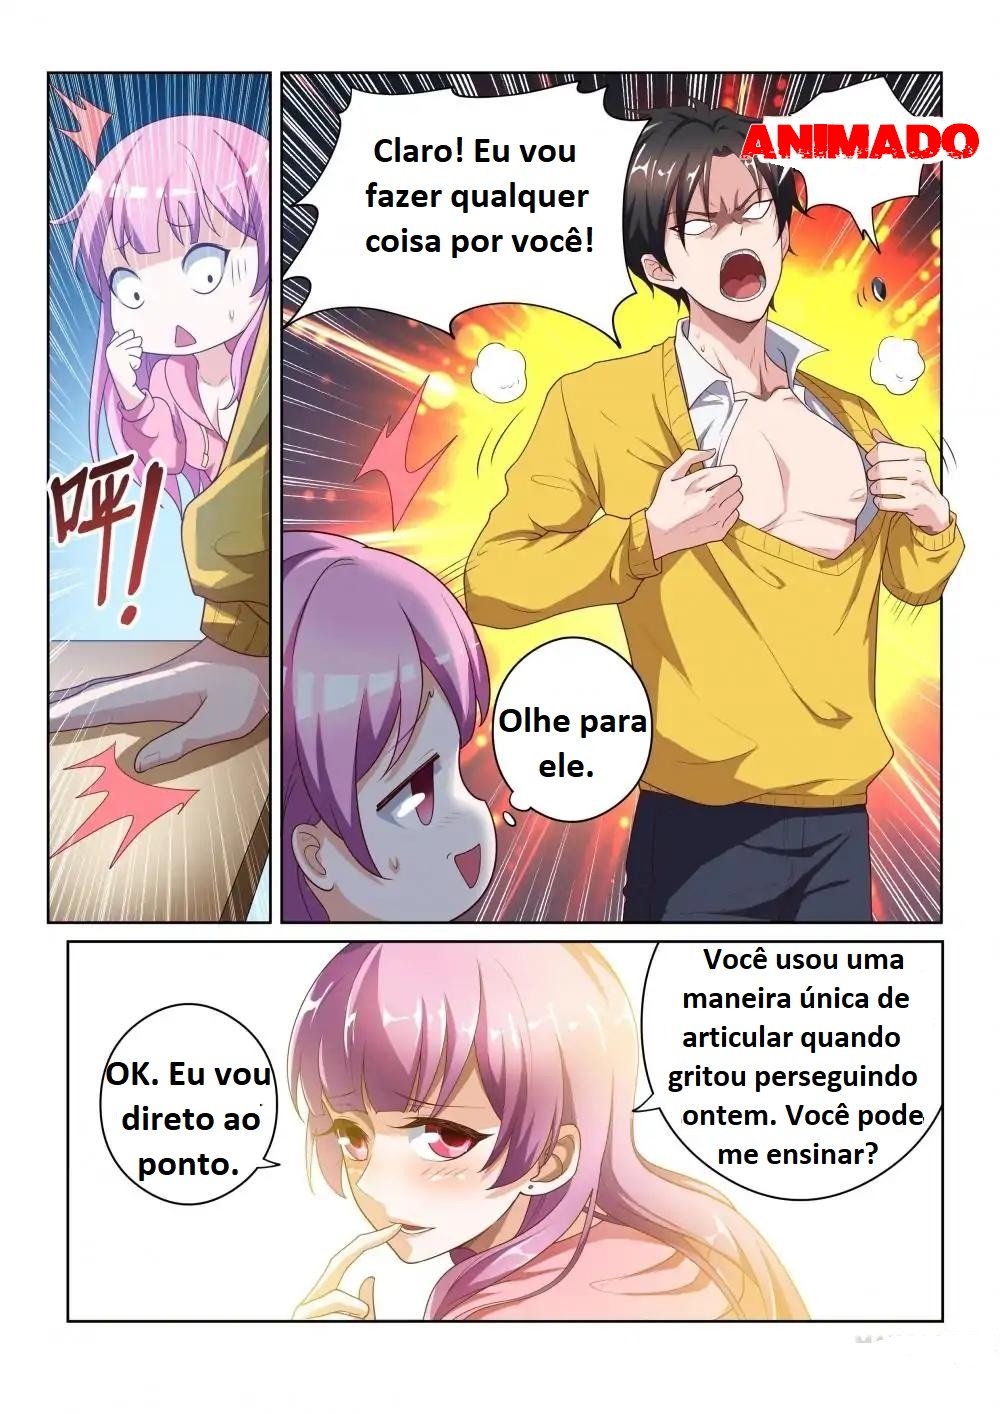 Claro! Eu vou
fazer qualquer
coisa por você!
ANIMADO
呯!
Olhe para
ele.
OK. Eu vou
direto ao
ponto.
Você usou uma
maneira única de
articular quando
gritou perseguindo
ontem. Você pode
me ensinar?